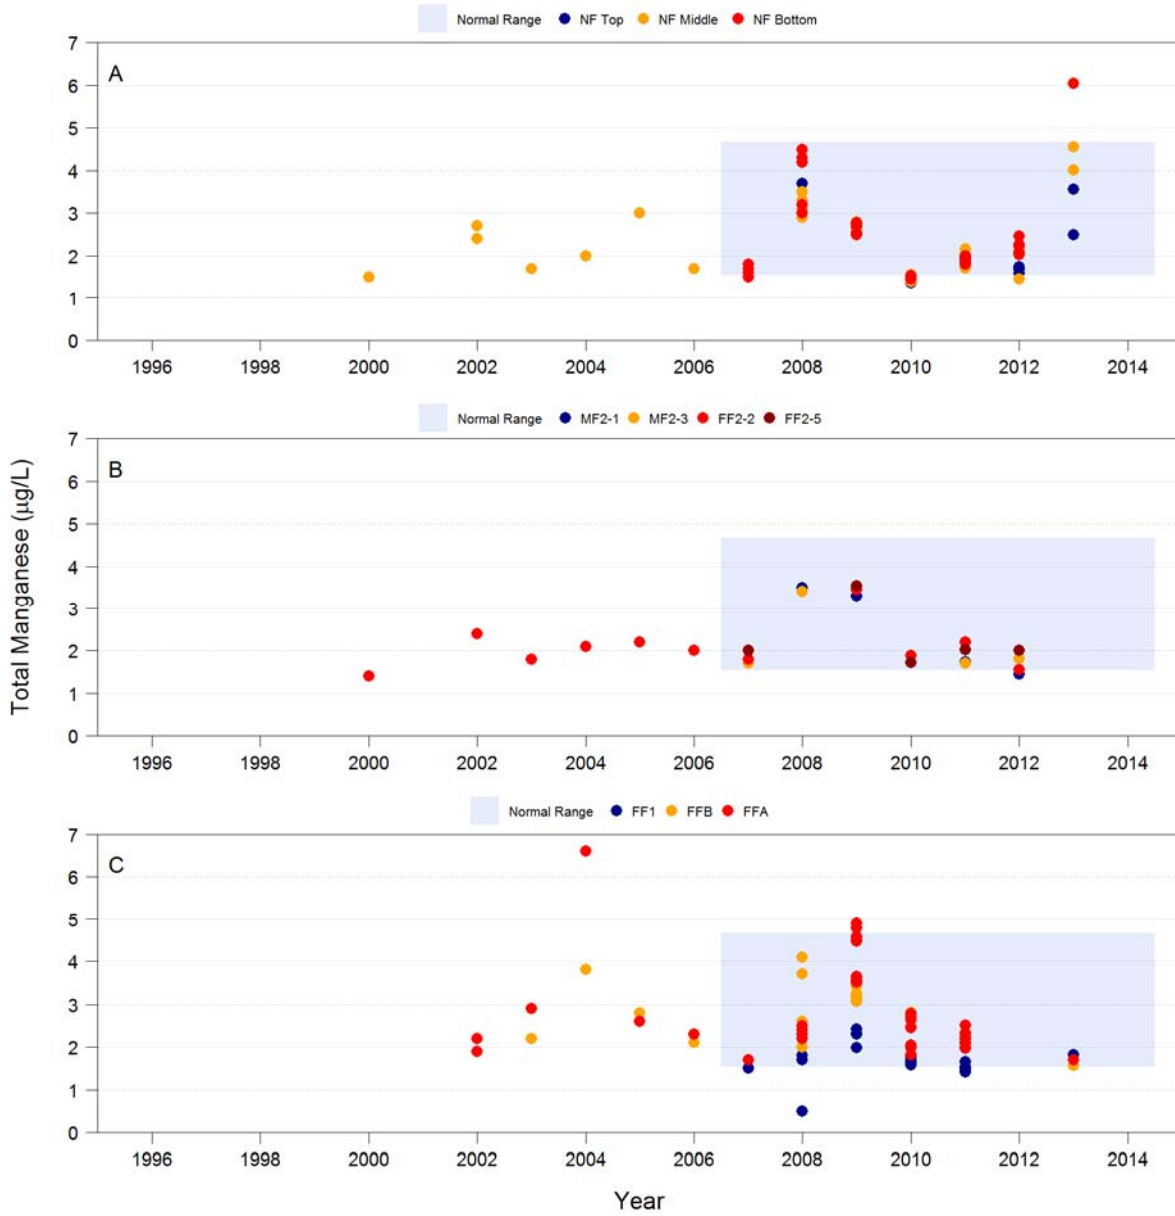 Normal Range NF Top NF Middle NF Bottom
A
7
6
5
4
3
2
1
0
1996 1998 2000 2002 2004 2006 2008 2010 2012 2014
Normal Range MF2-1 MF2-3 FF2-2 FF2-5
B
7
6
5
4
3
2
1
0
1996 1998 2000 2002 2004 2006 2008 2010 2012 2014
Total Manganese (µg/L)
Normal Range FF1 FFB FFA
C
7
6
5
4
3
2
1
0
1996 1998 2000 2002 2004 2006 2008 2010 2012 2014
Year